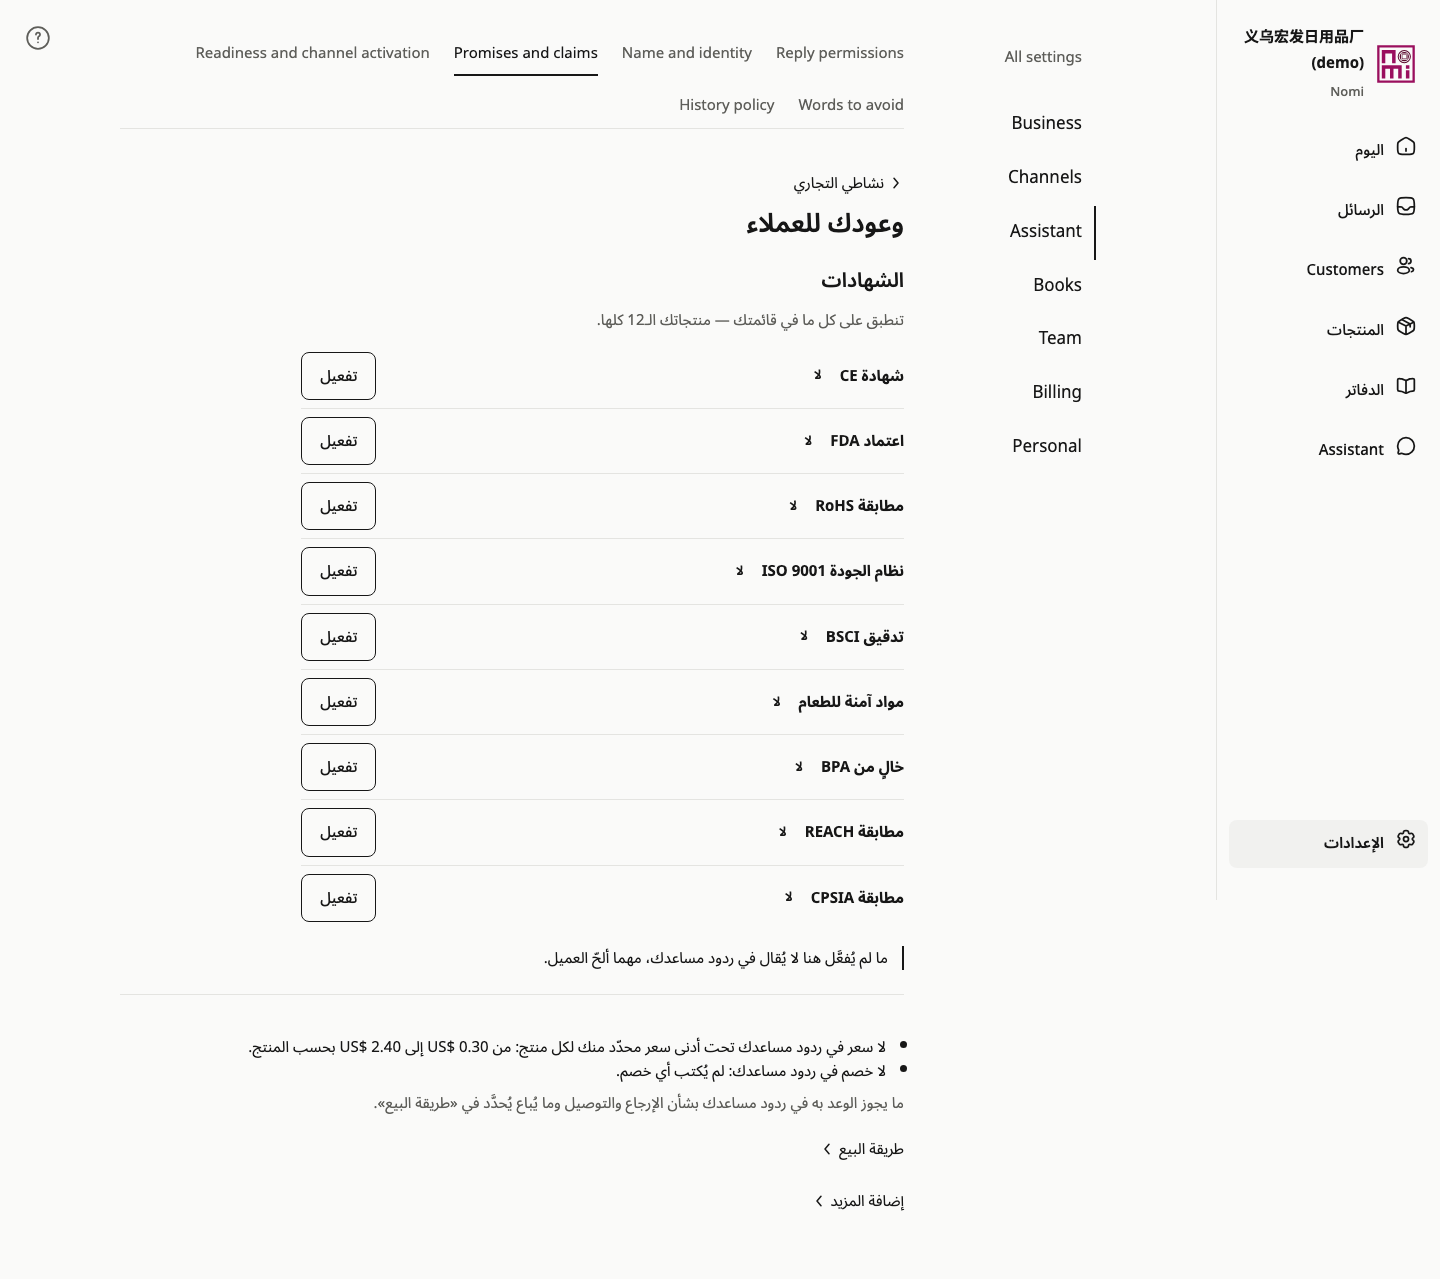 义乌宏发日用品厂
(demo)
Nomi
اليوم
الرسائل
Customers
المنتجات
الدفاتر
Assistant
الإعدادات
All settings
Business
Channels
Assistant
Books
Team
Billing
Personal
Reply permissions
Name and identity
Promises and claims
Readiness and channel activation
Words to avoid
History policy
نشاطي التجاري
وعودك للعملاء
الشهادات
تنطبق على كل ما في قائمتك — منتجاتك الـ12 كلها.
شهادة CE لا تفعيل
اعتماد FDA لا تفعيل
مطابقة RoHS لا تفعيل
نظام الجودة ISO 9001 لا تفعيل
تدقيق BSCI لا تفعيل
مواد آمنة للطعام لا تفعيل
خالٍ من BPA لا تفعيل
مطابقة REACH لا تفعيل
مطابقة CPSIA لا تفعيل
ما لم يُفعَّل هنا لا يُقال في ردود مساعدك، مهما ألحّ العميل.
لا سعر في ردود مساعدك تحت أدنى سعر محدّد منك لكل منتج: من US$ 0.30 إلى US$ 2.40 بحسب المنتج.
لا خصم في ردود مساعدك: لم يُكتب أي خصم.
ما يجوز الوعد به في ردود مساعدك بشأن الإرجاع والتوصيل وما يُباع يُحدَّد في «طريقة البيع».
طريقة البيع
إضافة المزيد